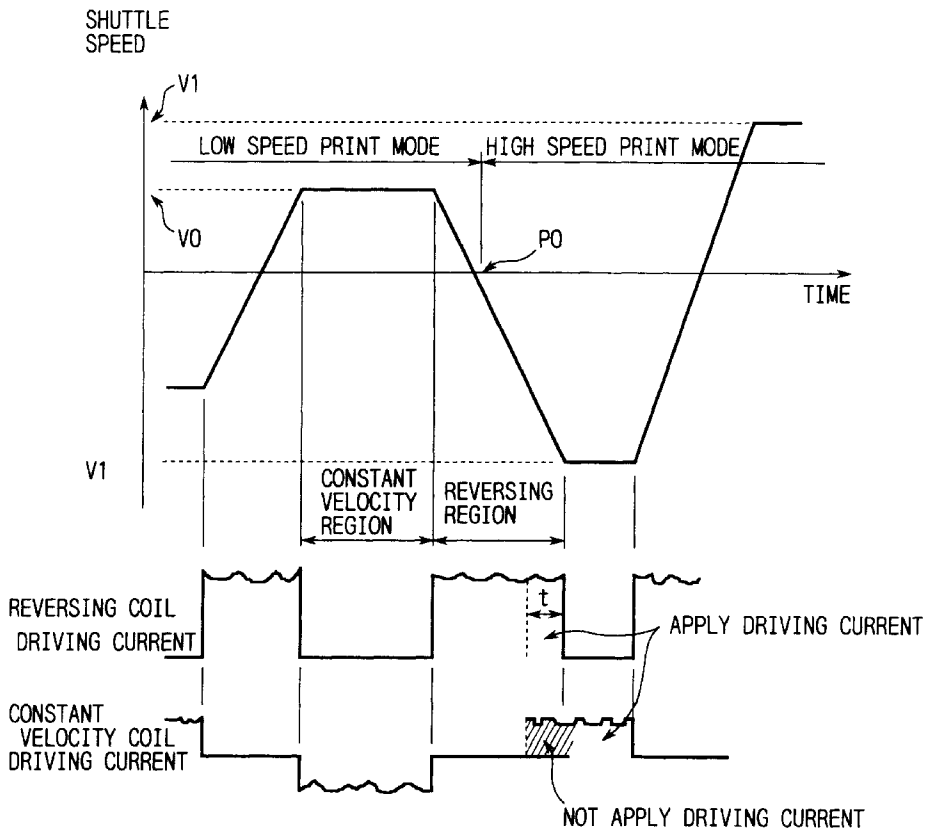 SHUTTLE
SPEED
V1
LOW SPEED PRINT MODE
HIGH SPEED PRINT MODE
V0
P0
TIME
V1
CONSTANT
VELOCITY
REGION
REVERSING
REGION
REVERSING COIL
DRIVING CURRENT
t
APPLY DRIVING CURRENT
CONSTANT
VELOCITY COIL
DRIVING CURRENT
NOT APPLY DRIVING CURRENT